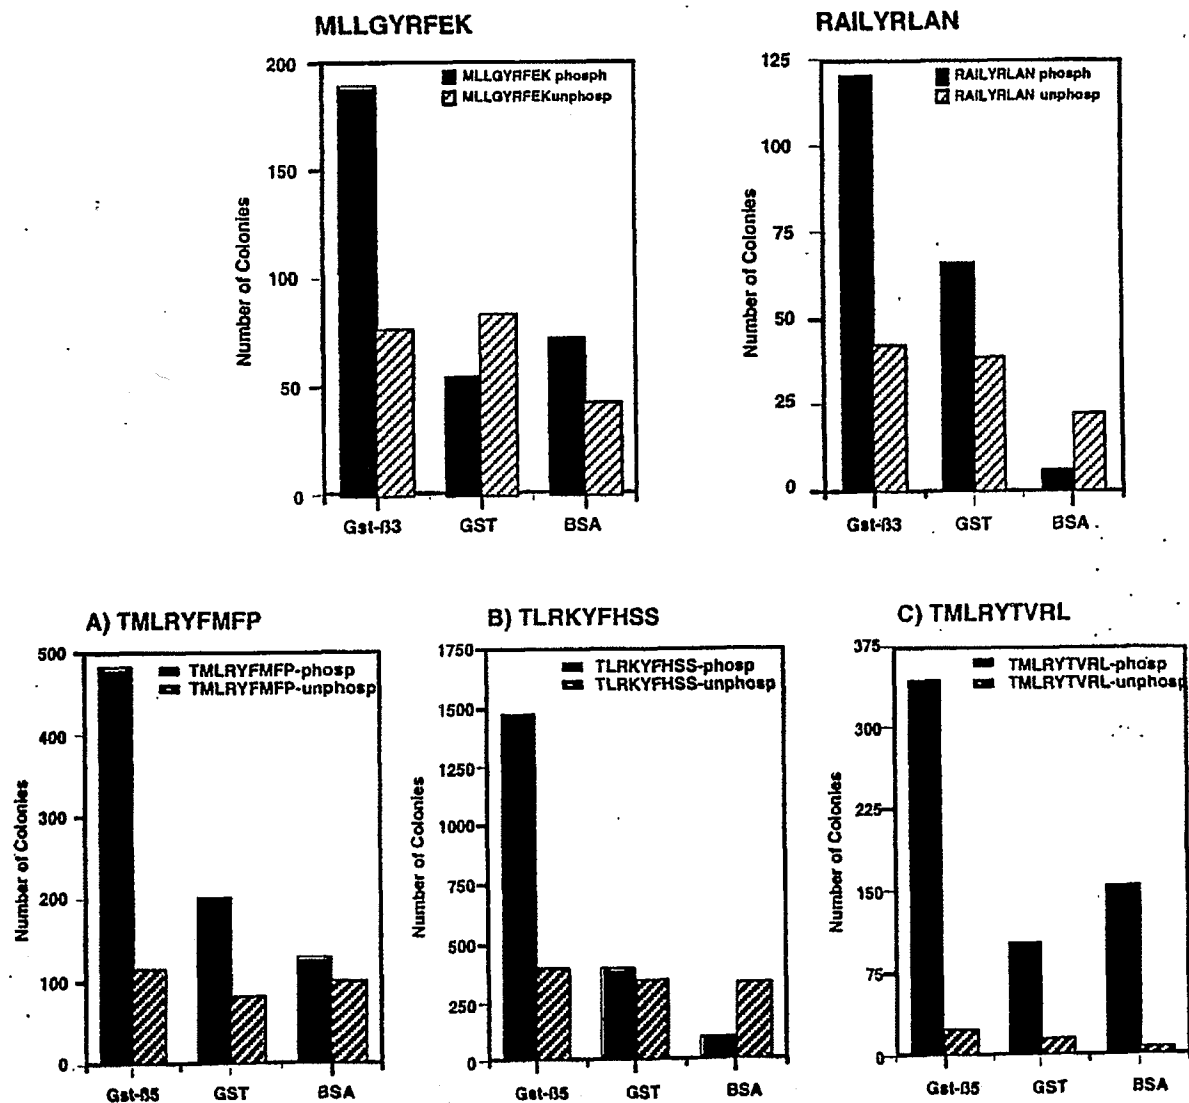 MLLGYRFEK
200
150
100
50
0
Number of Colonies
MLLGYRFEK phosph
MLLGYRFEKunphosp
Gst-ß3 GST BSA
RAILYRLAN
125
100
75
50
25
0
Number of Colonies
RAILYRLAN phosph
RAILYRLAN unphosp
Gst-ß3 GST BSA
A) TMLRYFMFP
500
400
300
200
100
0
Number of Colonies
TMLRYFMFP-phosp
TMLRYFMFP-unphosp
Gst-ß5 GST BSA
B) TLRKYFHSS
1750
1500
1250
1000
750
500
250
0
Number of Colonies
TLRKYFHSS-phosp
TLRKYFHSS-unphosp
Gst-ß5 GST BSA
C) TMLRYTVRL
375
300
225
150
75
0
Number of Colonies
TMLRYTVRL-phosp
TMLRYTVRL-unphosp
Gst-ß5 GST BSA